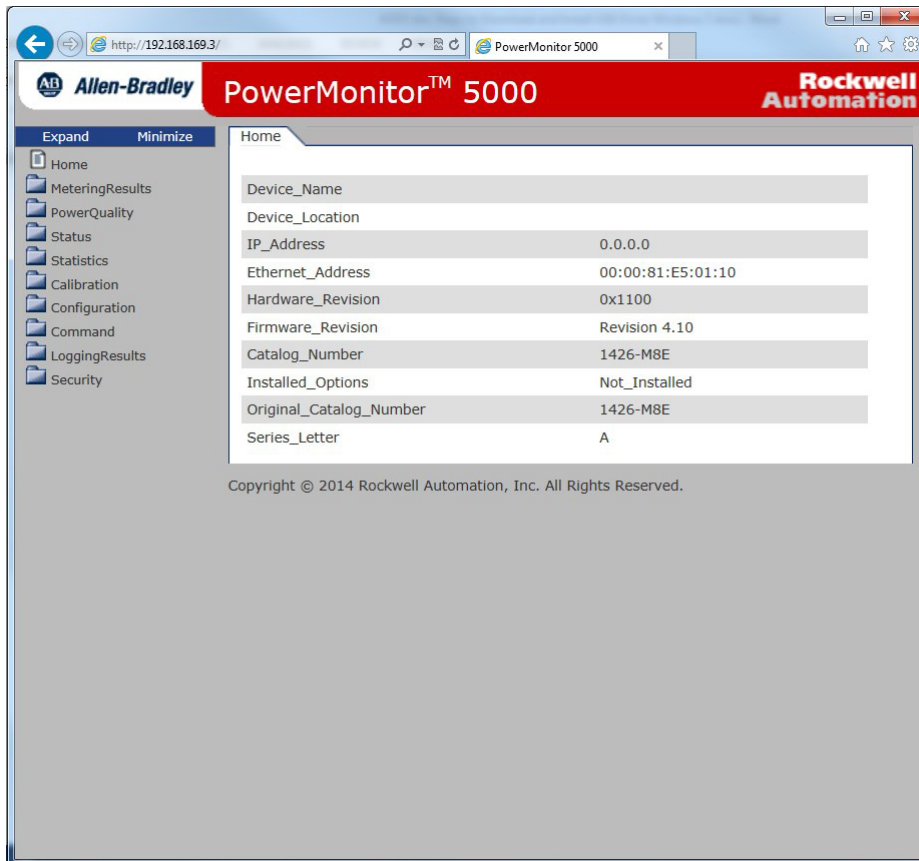 http://192.168.169.3/
PowerMonitor 5000
Allen-Bradley
AB
PowerMonitor™ 5000
Rockwell
Automation
Expand Minimize
Home
MeteringResults
PowerQuality
Status
Statistics
Calibration
Configuration
Command
LoggingResults
Security
Home
Device_Name
Device_Location
IP_Address 0.0.0.0
Ethernet_Address 00:00:81:E5:01:10
Hardware_Revision 0x1100
Firmware_Revision Revision 4.10
Catalog_Number 1426-M8E
Installed_Options Not_Installed
Original_Catalog_Number 1426-M8E
Series_Letter A
Copyright © 2014 Rockwell Automation, Inc. All Rights Reserved.